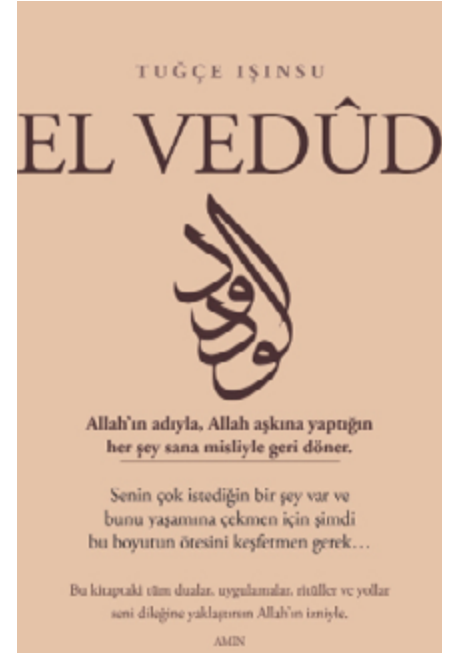 TUĞÇE IŞINSU
EL VEDÛD
الودود
Allah'ın adıyla, Allah aşkına yaptığın
her şey sana misliyle geri döner.
Senin çok istediğin bir şey var ve
bunu yaşamına çekmen için şimdi
bu boyutun ötesini keşfetmen gerek…
Bu kitaptaki tüm dualar, uygulamalar, ritüller ve yollar
seni dileğine yaklaştırsın Allah'ın izniyle.
AMİN